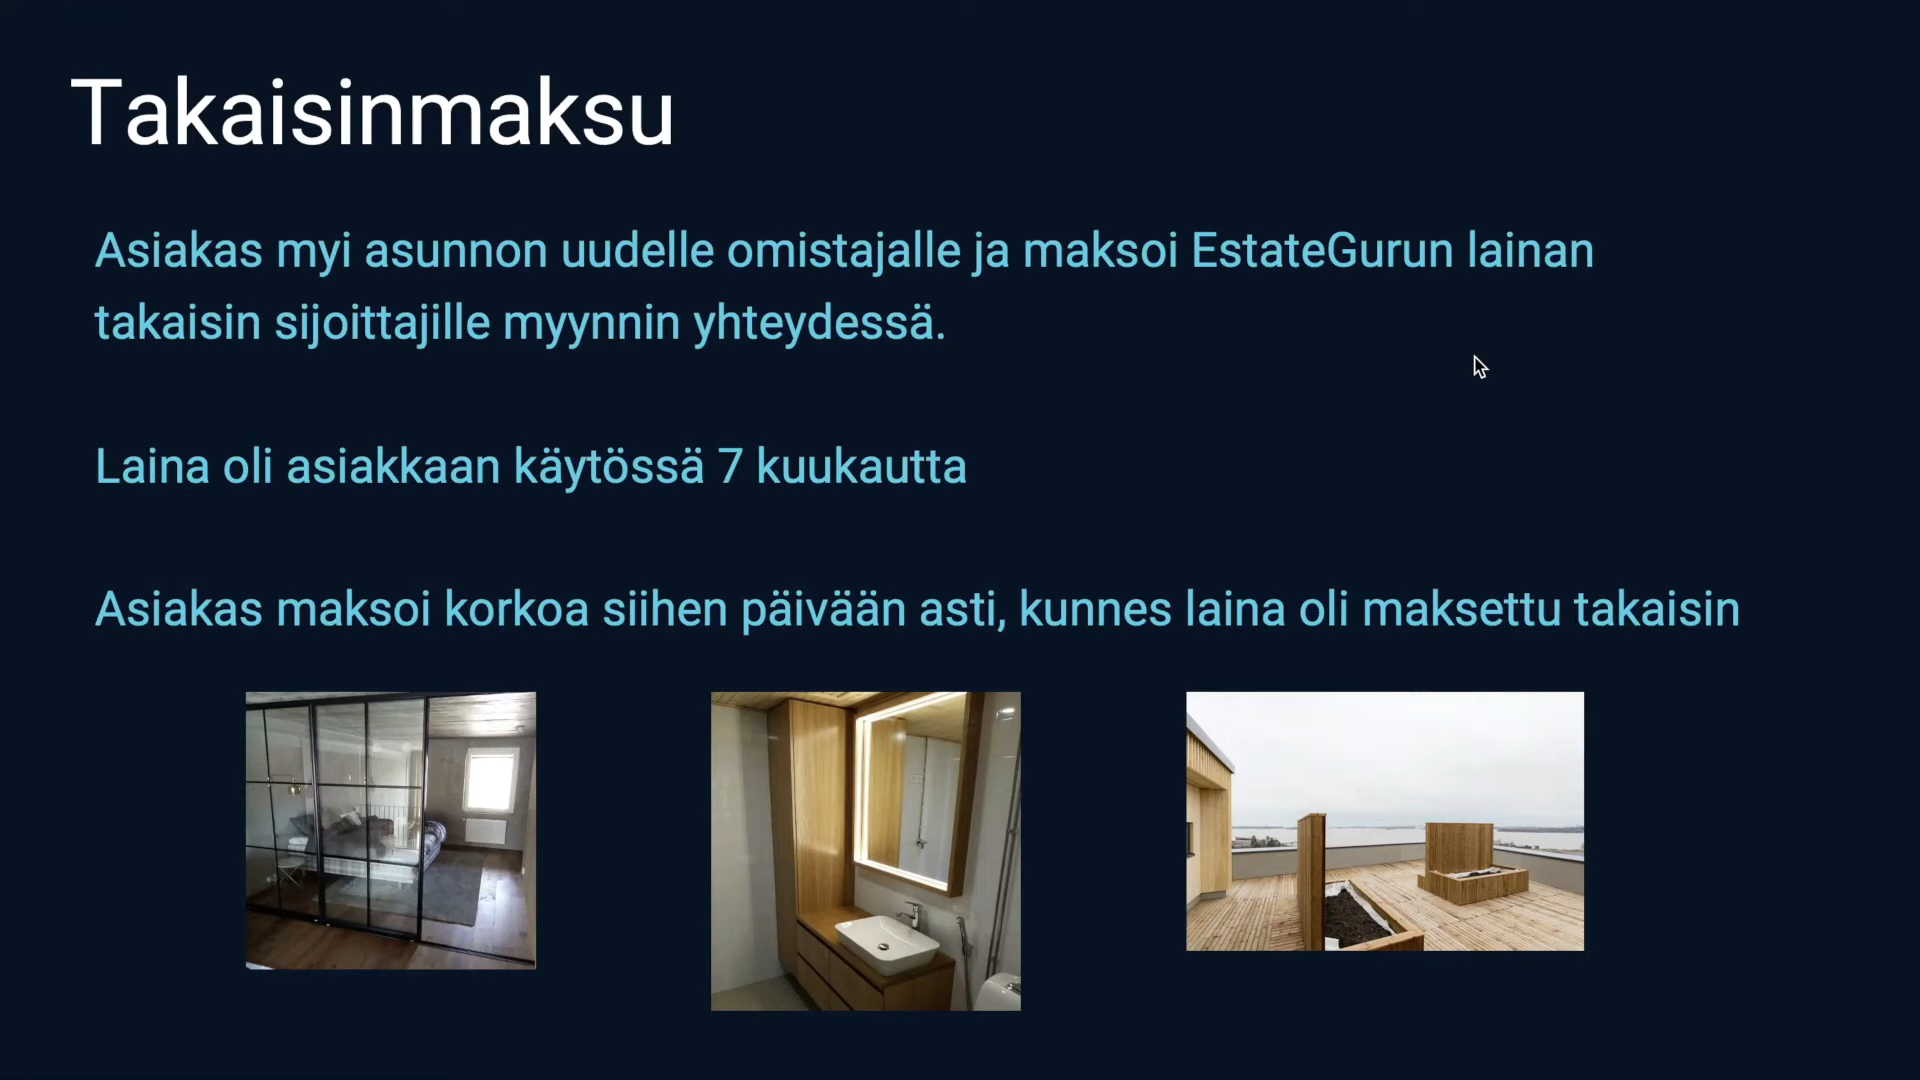 Takaisinmaksu
Asiakas myi asunnon uudelle omistajalle ja maksoi EstateGurun lainan
takaisin sijoittajille myynnin yhteydessä.
Laina oli asiakkaan käytössä 7 kuukautta
Asiakas maksoi korkoa siihen päivään asti, kunnes laina oli maksettu takaisin